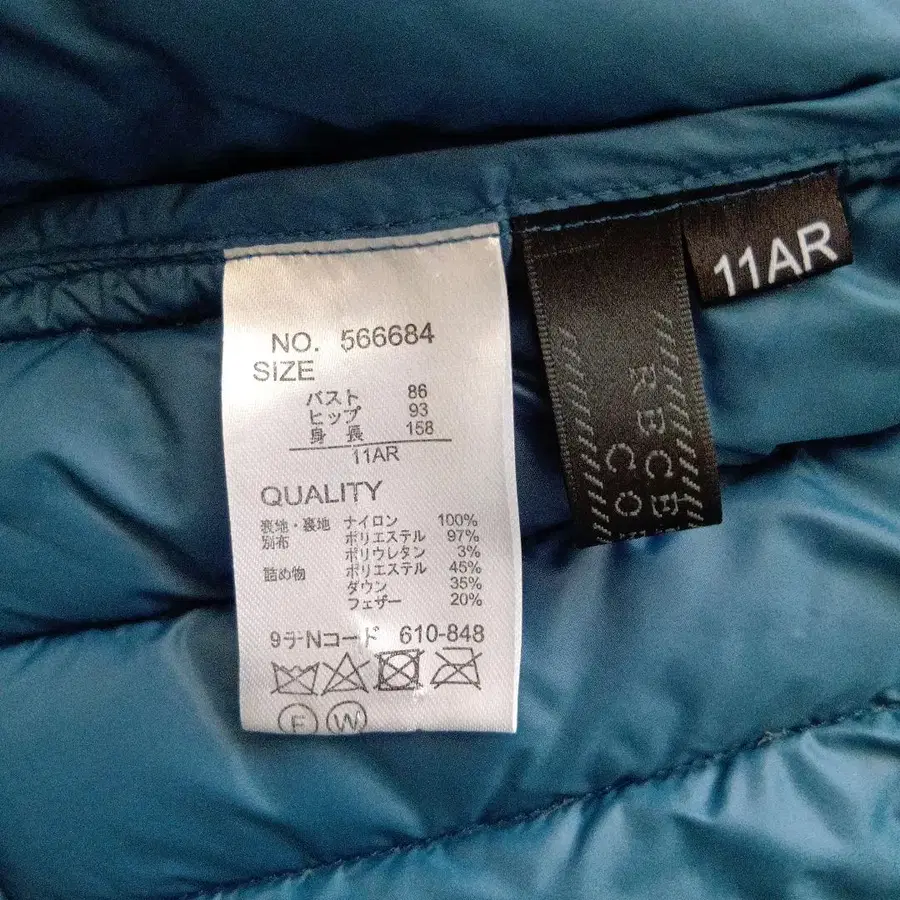 NO. 566684
SIZE
バスト 86
ヒップ 93
身 長 158
11AR
QUALITY
表地・裏地 ナイロン 100%
別布 ポリエステル 97%
ポリウレタン 3%
詰め物 ポリエステル 45%
ダウン 35%
フェザー 20%
9ﾃｰNコード 610-848
F W
11AR